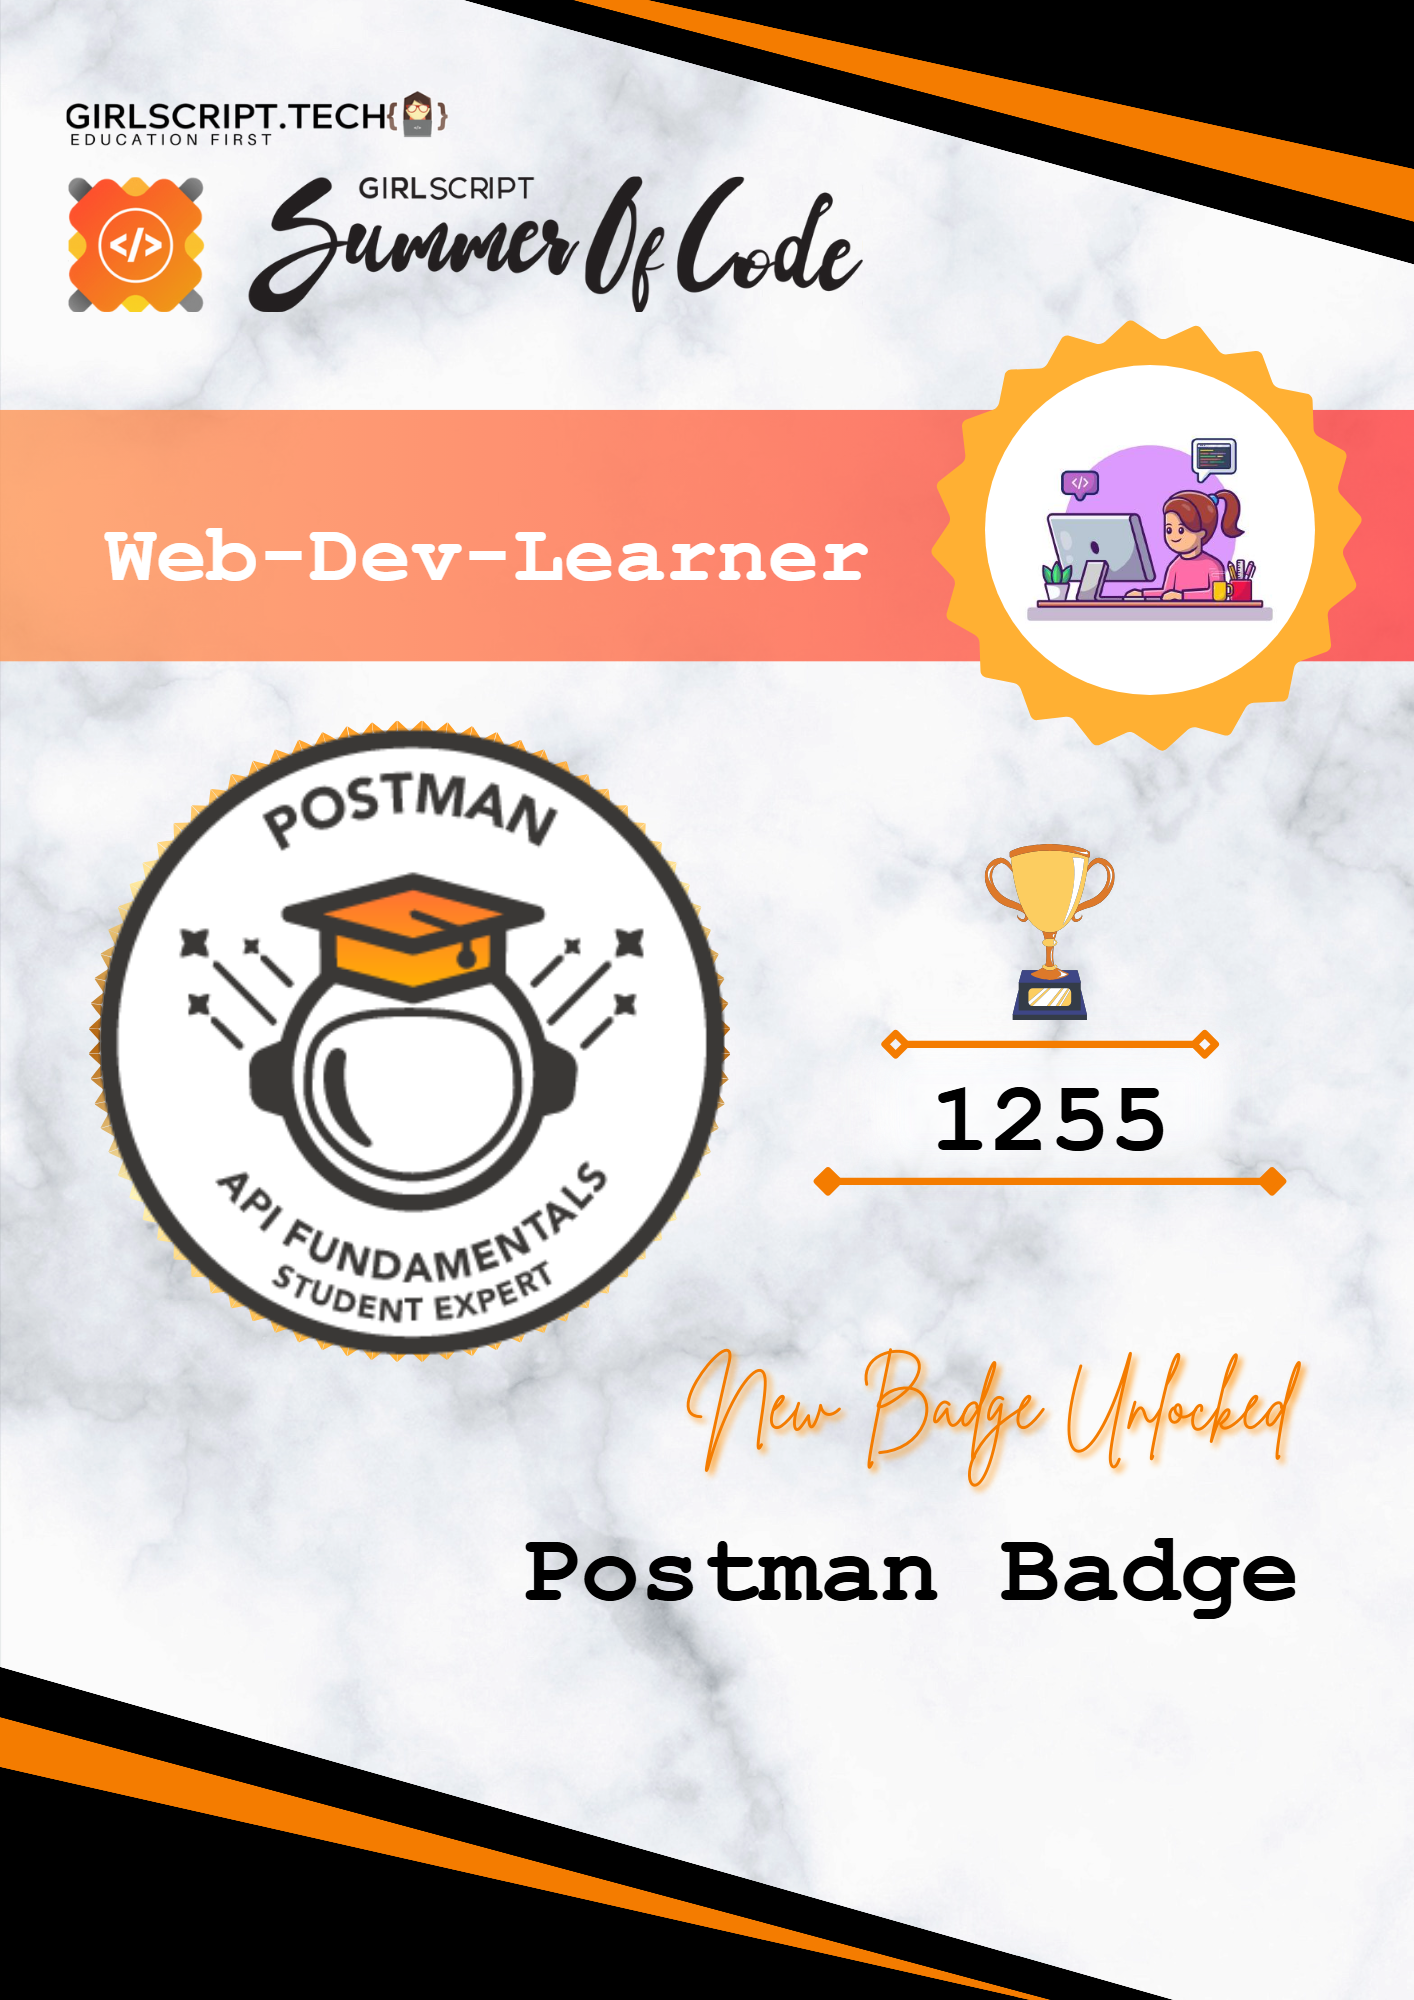 GIRLSCRIPT.TECH{ }
EDUCATION FIRST
</>
GIRLSCRIPT
Summer Of Code
</>
Web-Dev-Learner
POSTMAN
API FUNDAMENTALS
STUDENT EXPERT
1255
New Badge Unlocked
Postman Badge